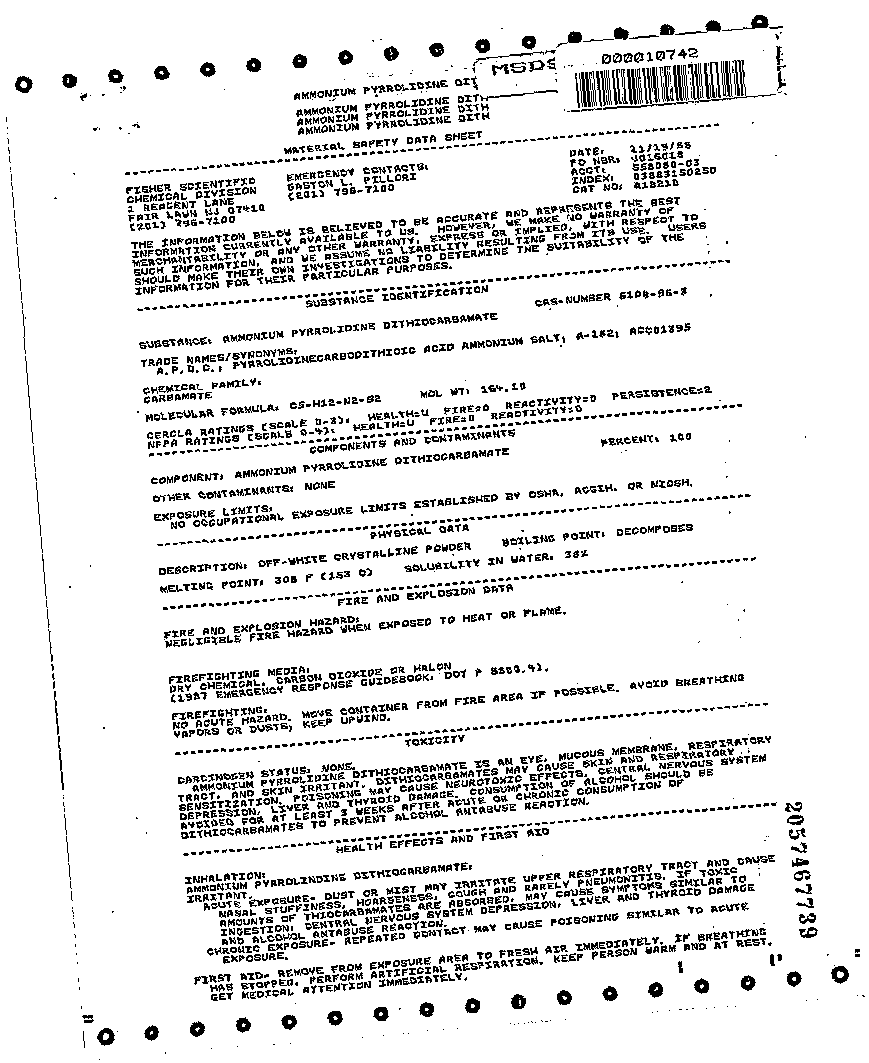 MSDS
000010742
AMMONIUM PYRROLIDINE DIT
AMMONIUM PYRROLIDINE DITH
AMMONIUM PYRROLIDINE DITH
AMMONIUM PYRROLIDINE DITH
MATERIAL SAFETY DATA SHEET
FISHER SCIENTIFIC
CHEMICAL DIVISION
1 REAGENT LANE
FAIR LAWN NJ 07410
(201) 796-7100
EMERGENCY CONTACTS:
GASTON L. PILLORI
(201) 796-7100
DATE: 11/19/88
PO NBR:
ACCT:
INDEX: 03883150250
CAT NO: A18210
THE INFORMATION BELOW IS BELIEVED TO BE ACCURATE AND REPRESENTS THE BEST
INFORMATION CURRENTLY AVAILABLE TO US. HOWEVER, WE MAKE NO WARRANTY OF
MERCHANTABILITY OR ANY OTHER WARRANTY, EXPRESS OR IMPLIED, WITH RESPECT TO
SUCH INFORMATION, AND WE ASSUME NO LIABILITY RESULTING FROM ITS USE. USERS
SHOULD MAKE THEIR OWN INVESTIGATIONS TO DETERMINE THE SUITABILITY OF THE
INFORMATION FOR THEIR PARTICULAR PURPOSES.
SUBSTANCE IDENTIFICATION
CAS-NUMBER 5108-96-3
SUBSTANCE: AMMONIUM PYRROLIDINE DITHIOCARBAMATE
TRADE NAMES/SYNONYMS:
A.P.D.C.; PYRROLIDINECARBODITHIOIC ACID AMMONIUM SALT; A-182; ACC01395
CHEMICAL FAMILY:
CARBAMATE
MOLECULAR FORMULA: C5-H12-N2-S2 MOL WT: 164.28
CERCLA RATINGS (SCALE 0-3): HEALTH=U FIRE=0 REACTIVITY=0 PERSISTENCE=2
NFPA RATINGS (SCALE 0-4): HEALTH=U FIRE=0 REACTIVITY=0
COMPONENTS AND CONTAMINANTS
COMPONENT: AMMONIUM PYRROLIDINE DITHIOCARBAMATE PERCENT: 100
OTHER CONTAMINANTS: NONE
EXPOSURE LIMITS:
NO OCCUPATIONAL EXPOSURE LIMITS ESTABLISHED BY OSHA, ACGIH, OR NIOSH.
PHYSICAL DATA
DESCRIPTION: OFF-WHITE CRYSTALLINE POWDER BOILING POINT: DECOMPOSES
MELTING POINT: 308 F (153 C) SOLUBILITY IN WATER: 38%
FIRE AND EXPLOSION DATA
FIRE AND EXPLOSION HAZARD:
NEGLIGIBLE FIRE HAZARD WHEN EXPOSED TO HEAT OR FLAME.
FIREFIGHTING MEDIA:
DRY CHEMICAL, CARBON DIOXIDE OR HALON
(1987 EMERGENCY RESPONSE GUIDEBOOK, DOT P 5800.4).
FIREFIGHTING:
NO ACUTE HAZARD. MOVE CONTAINER FROM FIRE AREA IF POSSIBLE. AVOID BREATHING
VAPORS OR DUSTS; KEEP UPWIND.
TOXICITY
CARCINOGEN STATUS: NONE.
AMMONIUM PYRROLIDINE DITHIOCARBAMATE IS AN EYE, MUCOUS MEMBRANE, RESPIRATORY
TRACT, AND SKIN IRRITANT. DITHIOCARBAMATES MAY CAUSE SKIN AND RESPIRATORY
SENSITIZATION. POISONING MAY CAUSE NEUROTOXIC EFFECTS, CENTRAL NERVOUS SYSTEM
DEPRESSION, LIVER AND THYROID DAMAGE. CONSUMPTION OF ALCOHOL SHOULD BE
AVOIDED FOR AT LEAST 3 WEEKS AFTER ACUTE OR CHRONIC CONSUMPTION OF
DITHIOCARBAMATES TO PREVENT ALCOHOL ANTABUSE REACTION.
HEALTH EFFECTS AND FIRST AID
INHALATION:
AMMONIUM PYRROLINDINE DITHIOCARBAMATE:
IRRITANT.
ACUTE EXPOSURE- DUST OR MIST MAY IRRITATE UPPER RESPIRATORY TRACT AND CAUSE
NASAL STUFFINESS, HOARSENESS, COUGH AND RARELY PNEUMONITIS. IF TOXIC
AMOUNTS OF THIOCARBAMATES ARE ABSORBED, MAY CAUSE SYMPTOMS SIMILAR TO
INGESTION; CENTRAL NERVOUS SYSTEM DEPRESSION, LIVER AND THYROID DAMAGE
AND ALCOHOL ANTABUSE REACTION.
CHRONIC EXPOSURE- REPEATED CONTACT MAY CAUSE POISONING SIMILAR TO ACUTE
EXPOSURE.
FIRST AID- REMOVE FROM EXPOSURE AREA TO FRESH AIR IMMEDIATELY. IF BREATHING
HAS STOPPED, PERFORM ARTIFICIAL RESPIRATION. KEEP PERSON WARM AND AT REST.
GET MEDICAL ATTENTION IMMEDIATELY.
2057467739